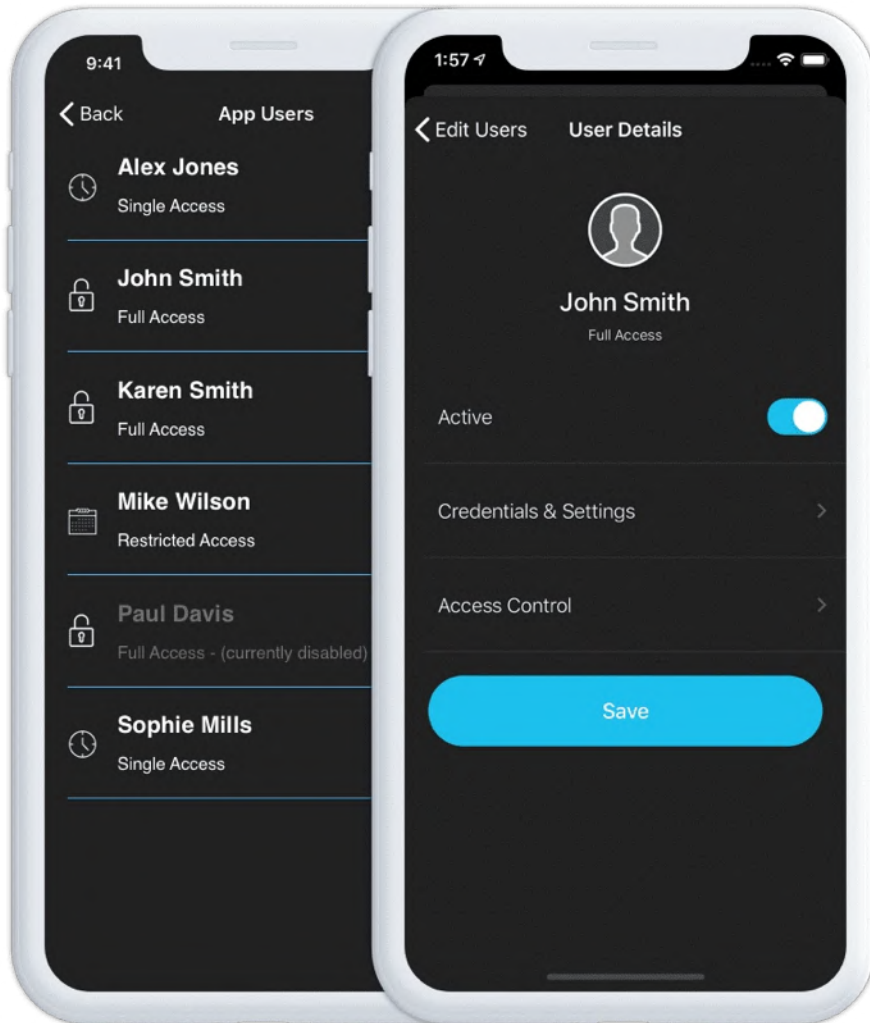 9:41
Back
App Users
Alex Jones
Single Access
John Smith
Full Access
Karen Smith
Full Access
Mike Wilson
Restricted Access
Paul Davis
Full Access - (currently disabled)
Sophie Mills
Single Access
1:57
Edit Users
User Details
John Smith
Full Access
Active
Credentials & Settings
Access Control
Save